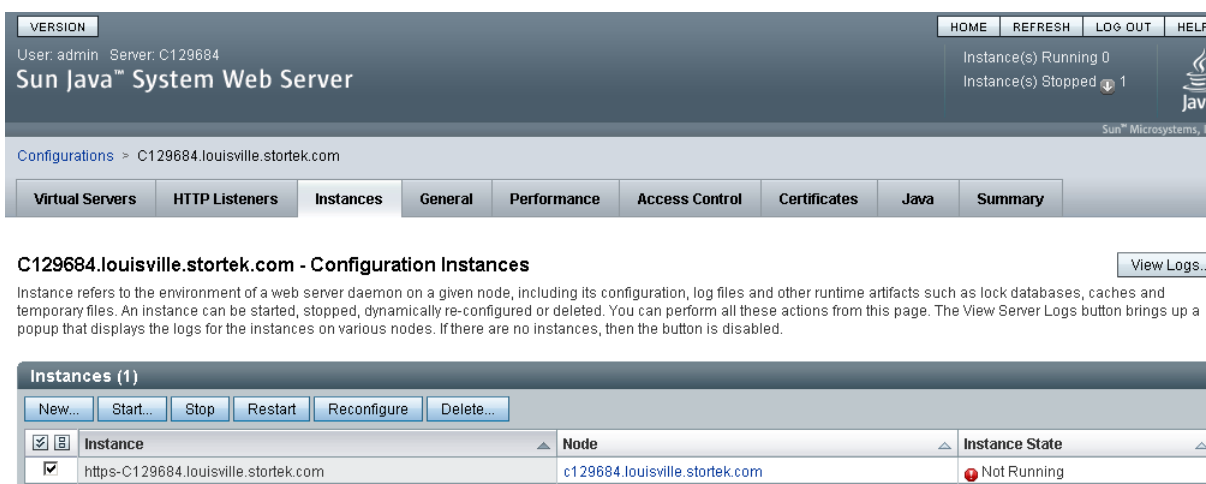 VERSION
HOME REFRESH LOG OUT HELP
User: admin Server: C129684
Instance(s) Running 0
Sun Java™ System Web Server
Instance(s) Stopped 1
Sun™ Microsystems,
Configurations > C129684.louisville.stortek.com
Virtual Servers HTTP Listeners Instances General Performance Access Control Certificates Java Summary
C129684.louisville.stortek.com - Configuration Instances
View Logs..
Instance refers to the environment of a web server daemon on a given node, including its configuration, log files and other runtime artifacts such as lock databases, caches and
temporary files. An instance can be started, stopped, dynamically re-configured or deleted. You can perform all these actions from this page. The View Server Logs button brings up a
popup that displays the logs for the instances on various nodes. If there are no instances, then the button is disabled.
Instances (1)
New... Start... Stop Restart Reconfigure Delete...
Instance Node Instance State
https-C129684.louisville.stortek.com c129684.louisville.stortek.com Not Running